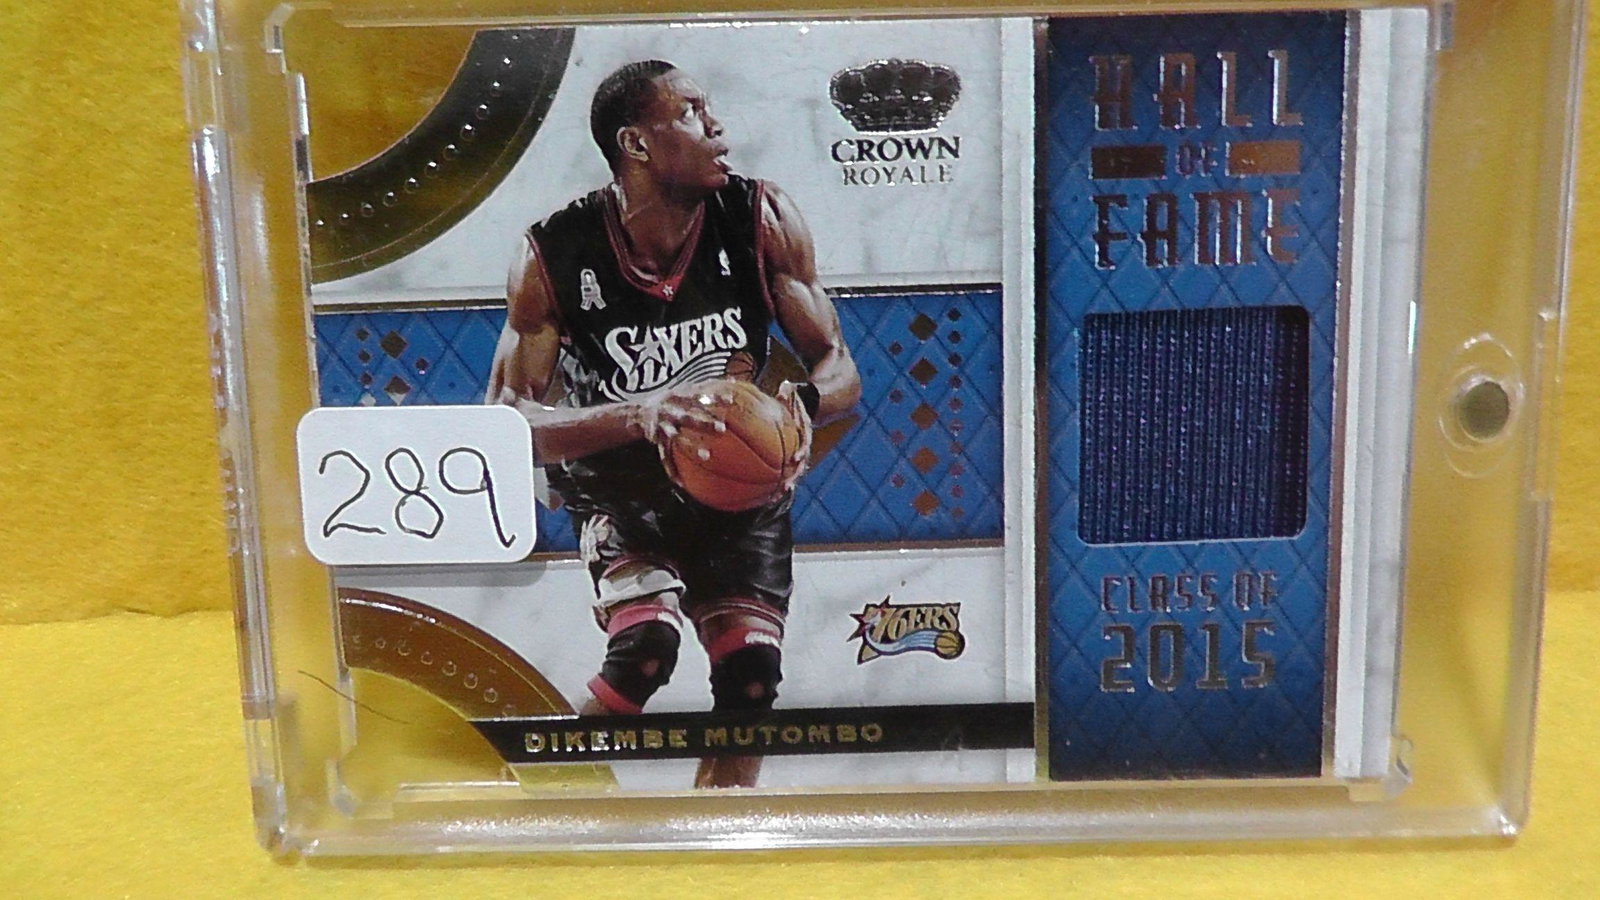 CROWN
ROYALE
HALL
OF
FAME
SIXERS
289
CLASS OF
2015
76ERS
DIKEMBE MUTOMBO